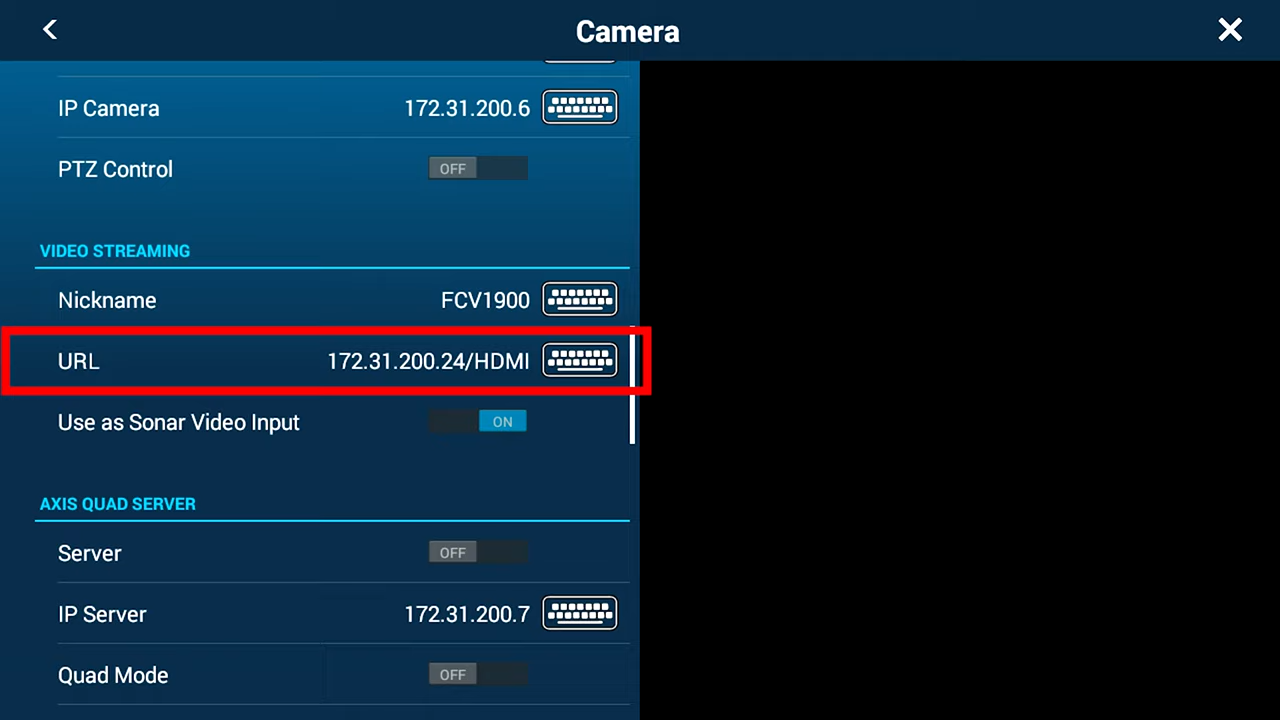 Camera
IP Camera 172.31.200.6
PTZ Control OFF
VIDEO STREAMING
Nickname FCV1900
URL 172.31.200.24/HDMI
Use as Sonar Video Input ON
AXIS QUAD SERVER
Server OFF
IP Server 172.31.200.7
Quad Mode OFF